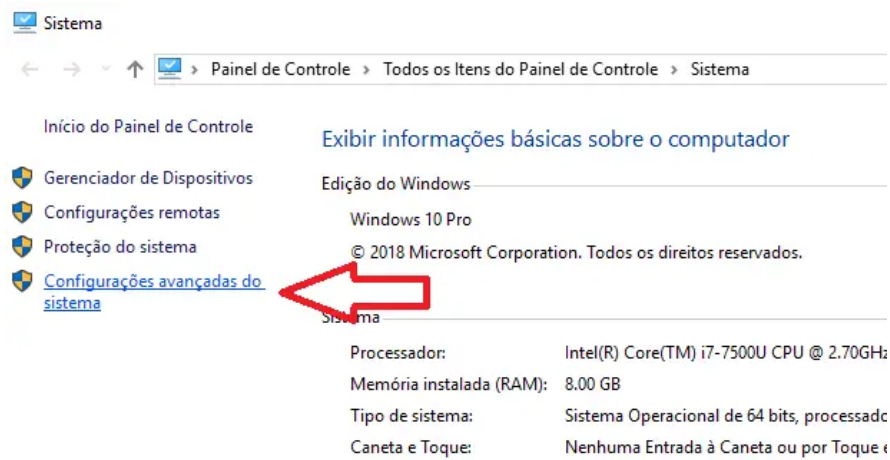 Sistema
Painel de Controle > Todos os Itens do Painel de Controle > Sistema
Início do Painel de Controle
Gerenciador de Dispositivos
Configurações remotas
Proteção do sistema
Configurações avançadas do
sistema
Exibir informações básicas sobre o computador
Edição do Windows
Windows 10 Pro
© 2018 Microsoft Corporation. Todos os direitos reservados.
Sistema
Processador: Intel(R) Core(TM) i7-7500U CPU @ 2.70GHz
Memória instalada (RAM): 8.00 GB
Tipo de sistema: Sistema Operacional de 64 bits,
Caneta e Toque: Nenhuma Entrada à Caneta ou por Toque